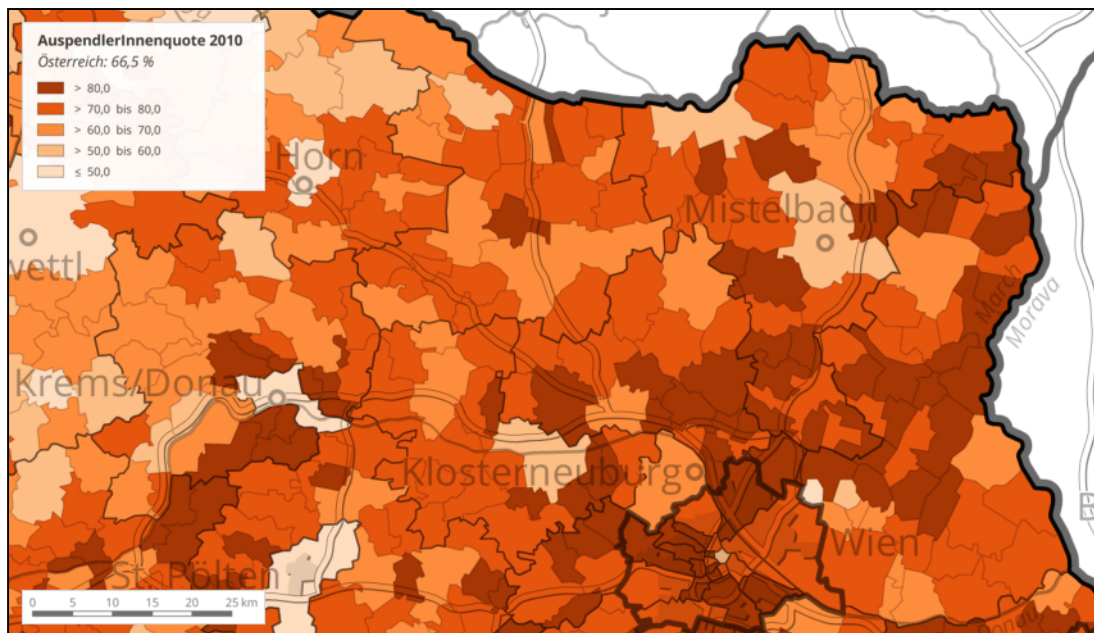 AuspendlerInnenquote 2010
Österreich: 66,5 %
> 80,0
> 70,0 bis 80,0
> 60,0 bis 70,0
> 50,0 bis 60,0
≤ 50,0
Horn
Mistelbach
vettl
March
Morava
Krems/Donau
Klosterneuburg
Wien
St. Pölten
0 5 10 15 20 25 km
Donau